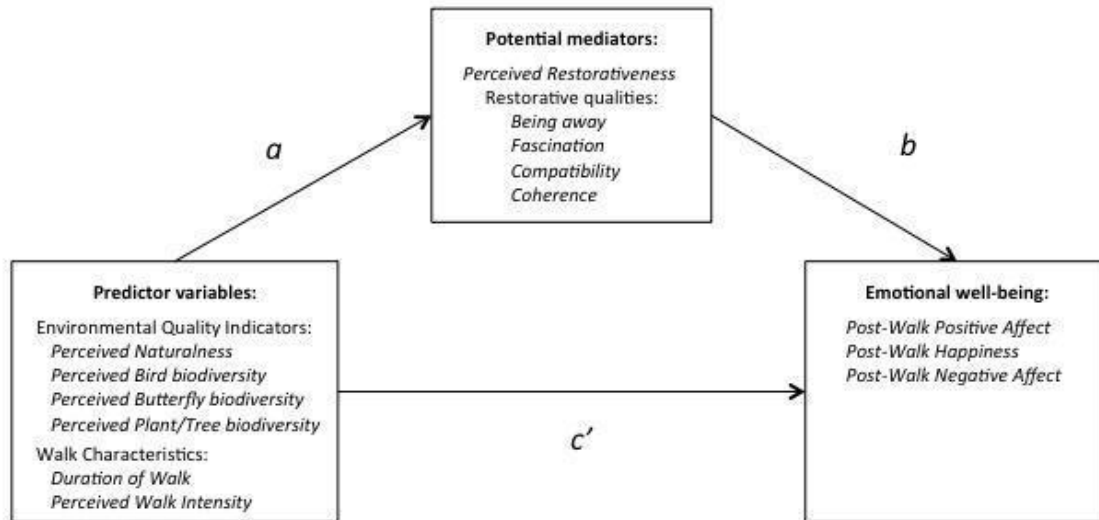 Potential mediators:
Perceived Restorativeness
Restorative qualities:
Being away
Fascination
Compatibility
Coherence
a
b
Predictor variables:
Environmental Quality Indicators:
Perceived Naturalness
Perceived Bird biodiversity
Perceived Butterfly biodiversity
Perceived Plant/Tree biodiversity
Walk Characteristics:
Duration of Walk
Perceived Walk Intensity
c’
Emotional well-being:
Post-Walk Positive Affect
Post-Walk Happiness
Post-Walk Negative Affect